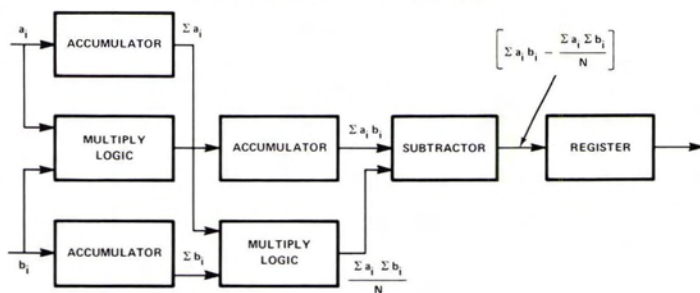 a_i
ACCUMULATOR
Σ a_i
[Σ a_i b_i - Σ a_i Σ b_i / N]
MULTIPLY
LOGIC
ACCUMULATOR
Σ a_i b_i
SUBTRACTOR
REGISTER
b_i
ACCUMULATOR
Σ b_i
MULTIPLY
LOGIC
Σ a_i Σ b_i
N